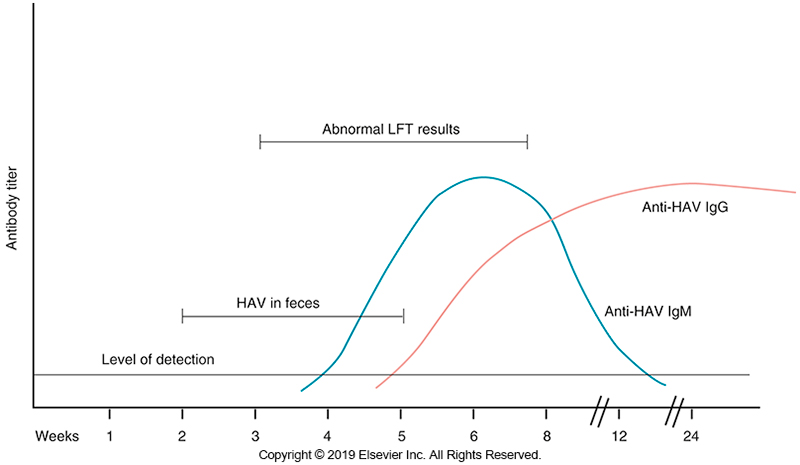 Abnormal LFT results
Antibody titer
Anti-HAV IgG
HAV in feces
Anti-HAV IgM
Level of detection
Weeks 1 2 3 4 5 6 8 12 24
Copyright © 2019 Elsevier Inc. All Rights Reserved.